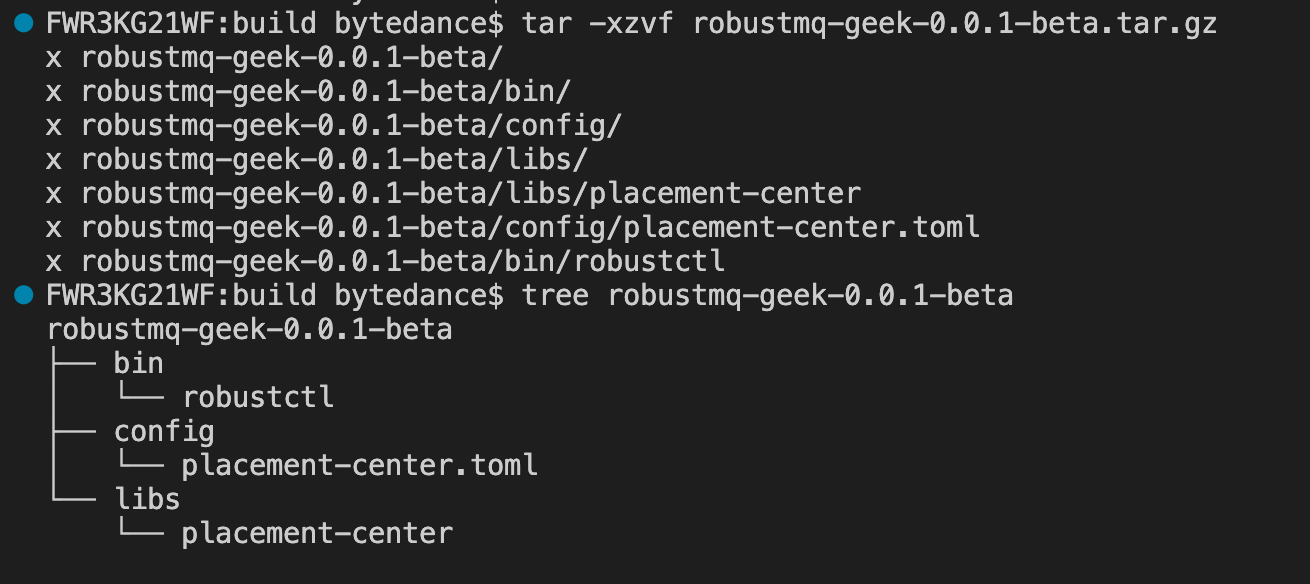 FWR3KG21WF:build bytedance$ tar -xzvf robustmq-geek-0.0.1-beta.tar.gz
x robustmq-geek-0.0.1-beta/
x robustmq-geek-0.0.1-beta/bin/
x robustmq-geek-0.0.1-beta/config/
x robustmq-geek-0.0.1-beta/libs/
x robustmq-geek-0.0.1-beta/libs/placement-center
x robustmq-geek-0.0.1-beta/config/placement-center.toml
x robustmq-geek-0.0.1-beta/bin/robustctl
FWR3KG21WF:build bytedance$ tree robustmq-geek-0.0.1-beta
robustmq-geek-0.0.1-beta
├── bin
│   └── robustctl
├── config
│   └── placement-center.toml
└── libs
    └── placement-center